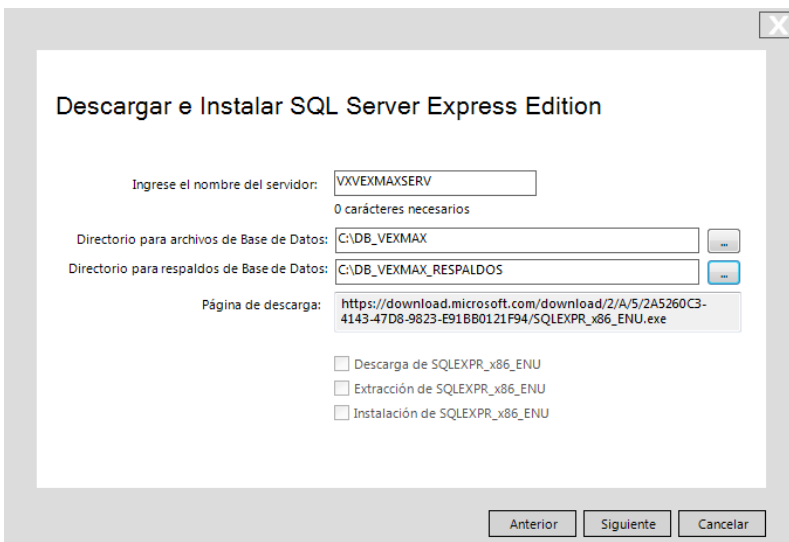 X
Descargar e Instalar SQL Server Express Edition
Ingrese el nombre del servidor: VXVEXMAXSERV
0 carácteres necesarios
Directorio para archivos de Base de Datos: C:\DB_VEXMAX ...
Directorio para respaldos de Base de Datos: C:\DB_VEXMAX_RESPALDOS ...
Página de descarga: https://download.microsoft.com/download/2/A/5/2A5260C3-
4143-47D8-9823-E91BB0121F94/SQLEXPR_x86_ENU.exe
Descarga de SQLEXPR_x86_ENU
Extracción de SQLEXPR_x86_ENU
Instalación de SQLEXPR_x86_ENU
Anterior Siguiente Cancelar